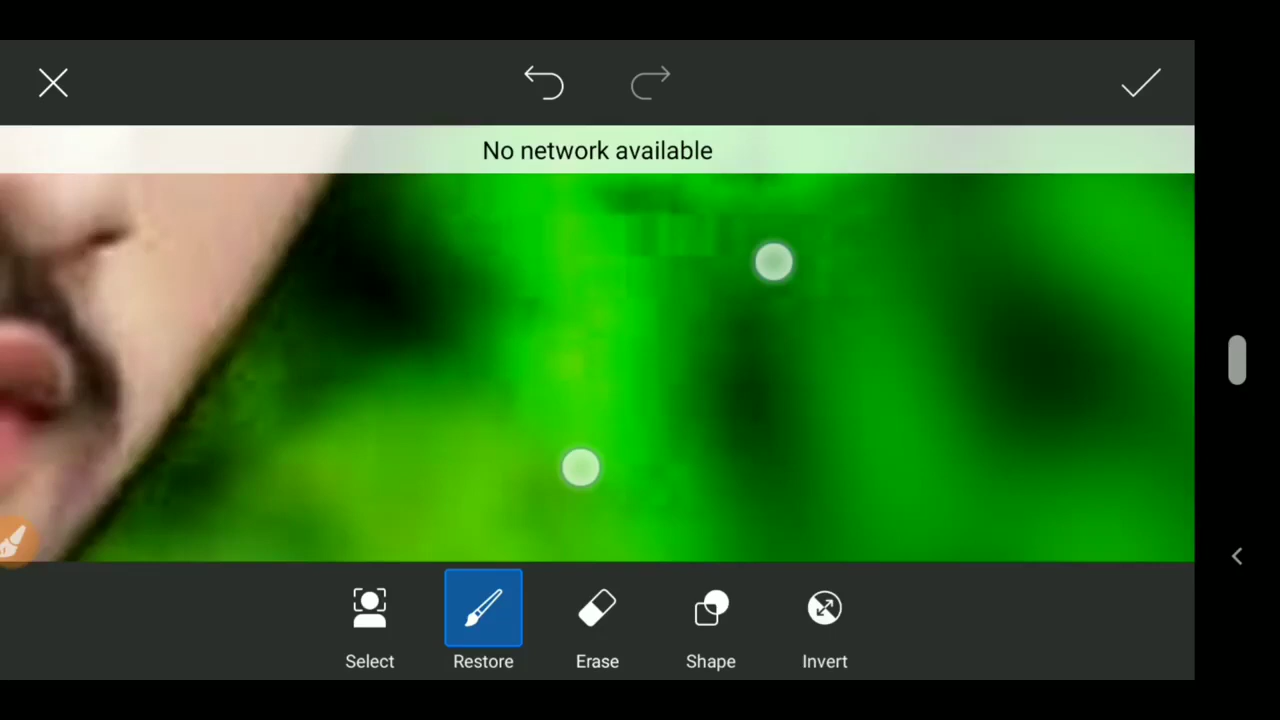 No network available
Select
Restore
Erase
Shape
Invert